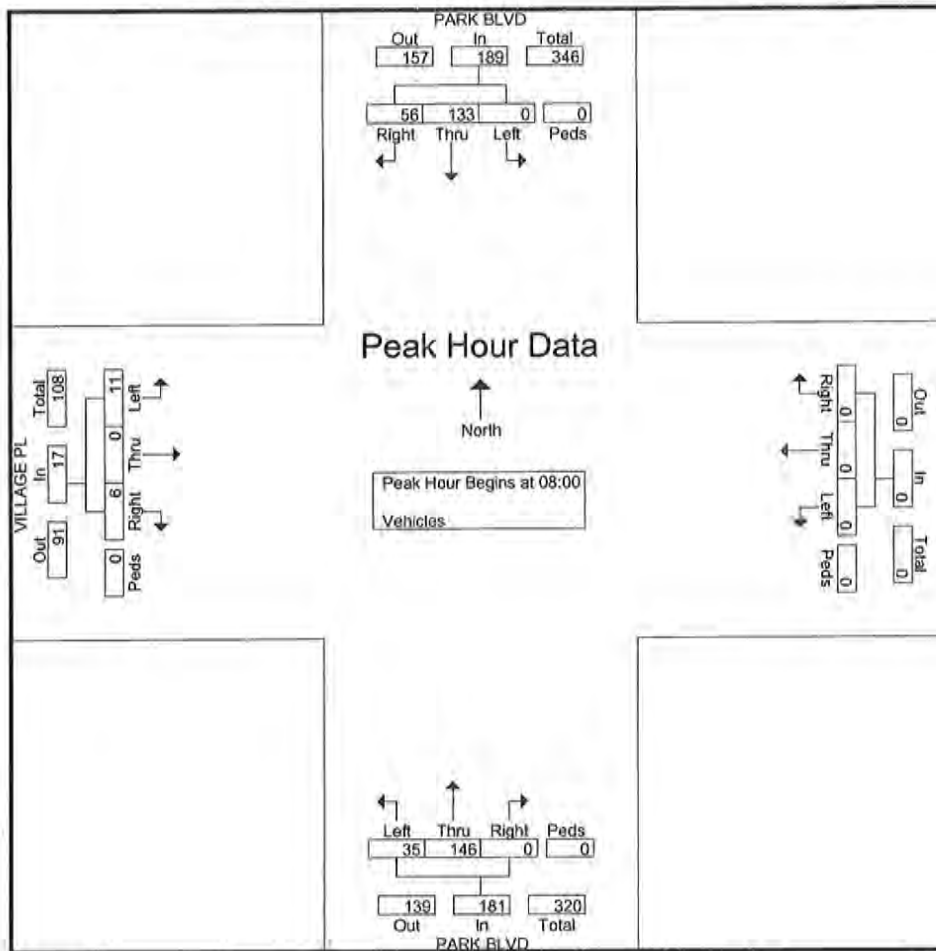 PARK BLVD
Out In Total
157 189 346
56 133 0 0
Right Thru Left Peds
Peak Hour Data
North
Peak Hour Begins at 08:00
Vehicles
VILLAGE PL
Out In Total
91 17 108
11 0 6 0
Left Thru Right Peds
Out In Total
0 0 0
0 0 0 0
Right Thru Left Peds
Left Thru Right Peds
35 146 0 0
139 181 320
Out In Total
PARK BLVD